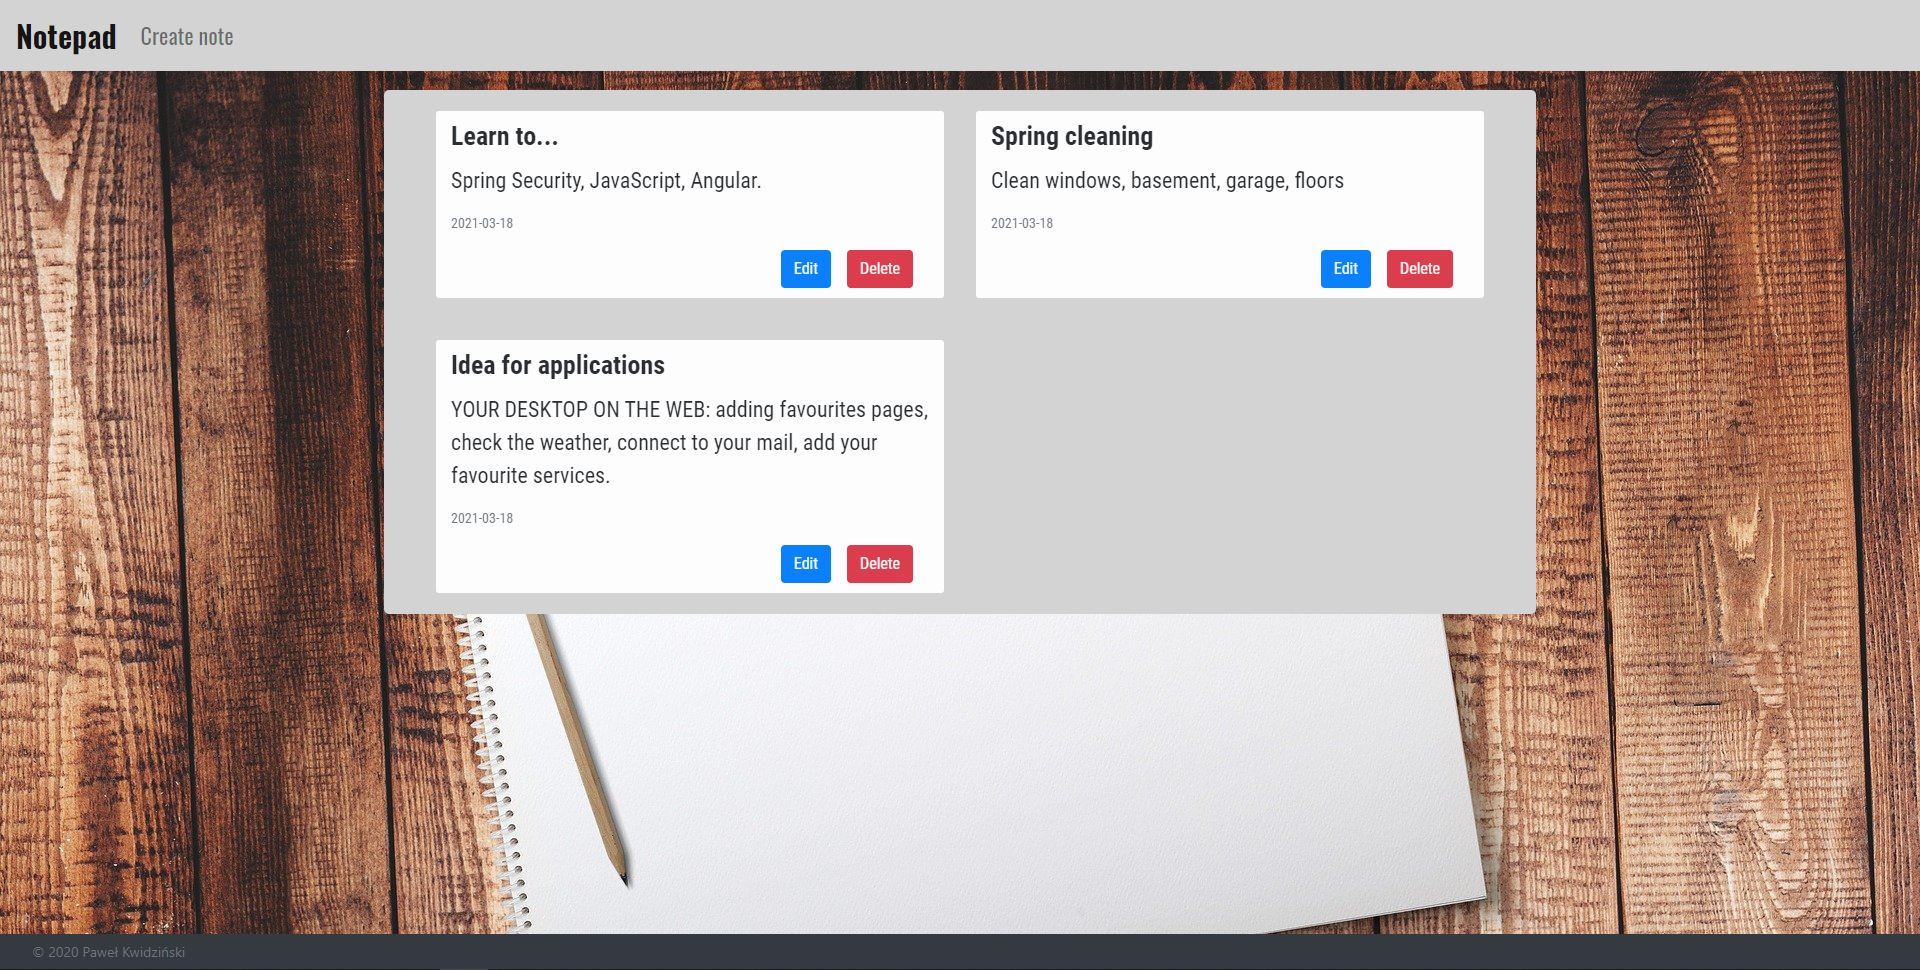 Notepad Create note
Learn to...
Spring Security, JavaScript, Angular.
2021-03-18
Edit Delete
Spring cleaning
Clean windows, basement, garage, floors
2021-03-18
Edit Delete
Idea for applications
YOUR DESKTOP ON THE WEB: adding favourites pages,
check the weather, connect to your mail, add your
favourite services.
2021-03-18
Edit Delete
© 2020 Paweł Kwidziński